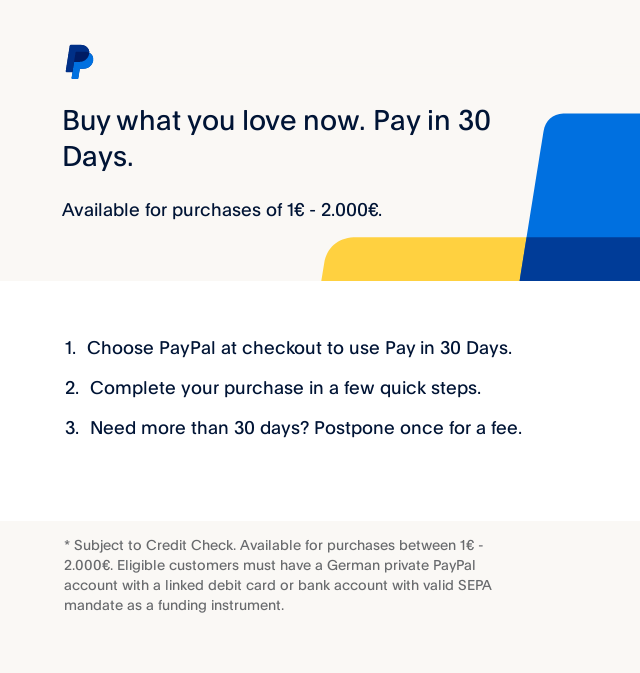 Buy what you love now. Pay in 30
Days.
Available for purchases of 1€ - 2.000€.
1. Choose PayPal at checkout to use Pay in 30 Days.
2. Complete your purchase in a few quick steps.
3. Need more than 30 days? Postpone once for a fee.
* Subject to Credit Check. Available for purchases between 1€ -
2.000€. Eligible customers must have a German private PayPal
account with a linked debit card or bank account with valid SEPA
mandate as a funding instrument.